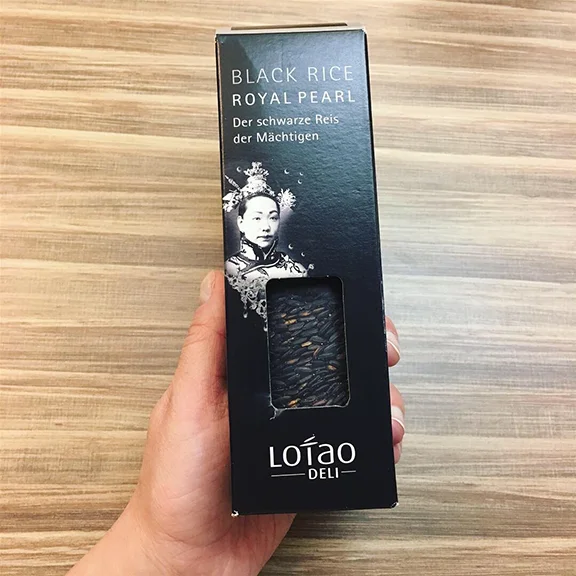 BLACK RICE
ROYAL PEARL
Der schwarze Reis
der Mächtigen
LOTAO
DELI